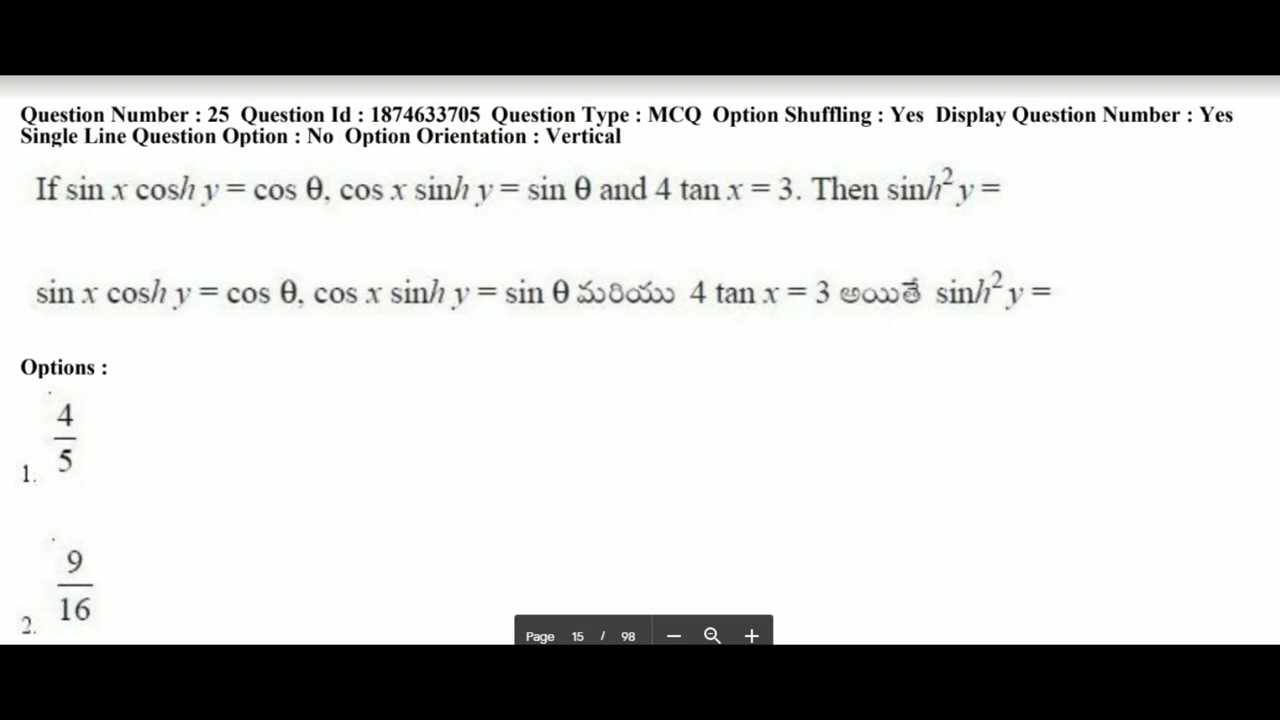 Question Number : 25 Question Id : 1874633705 Question Type : MCQ Option Shuffling : Yes Display Question Number : Yes
Single Line Question Option : No Option Orientation : Vertical
If sin x cosh y = cos θ, cos x sinh y = sin θ and 4 tan x = 3. Then sinh² y =
sin x cosh y = cos θ, cos x sinh y = sin θ మరియు 4 tan x = 3 అయితే sinh² y =
Options :
1. 4/5
2. 9/16
Page 15 / 98 − +